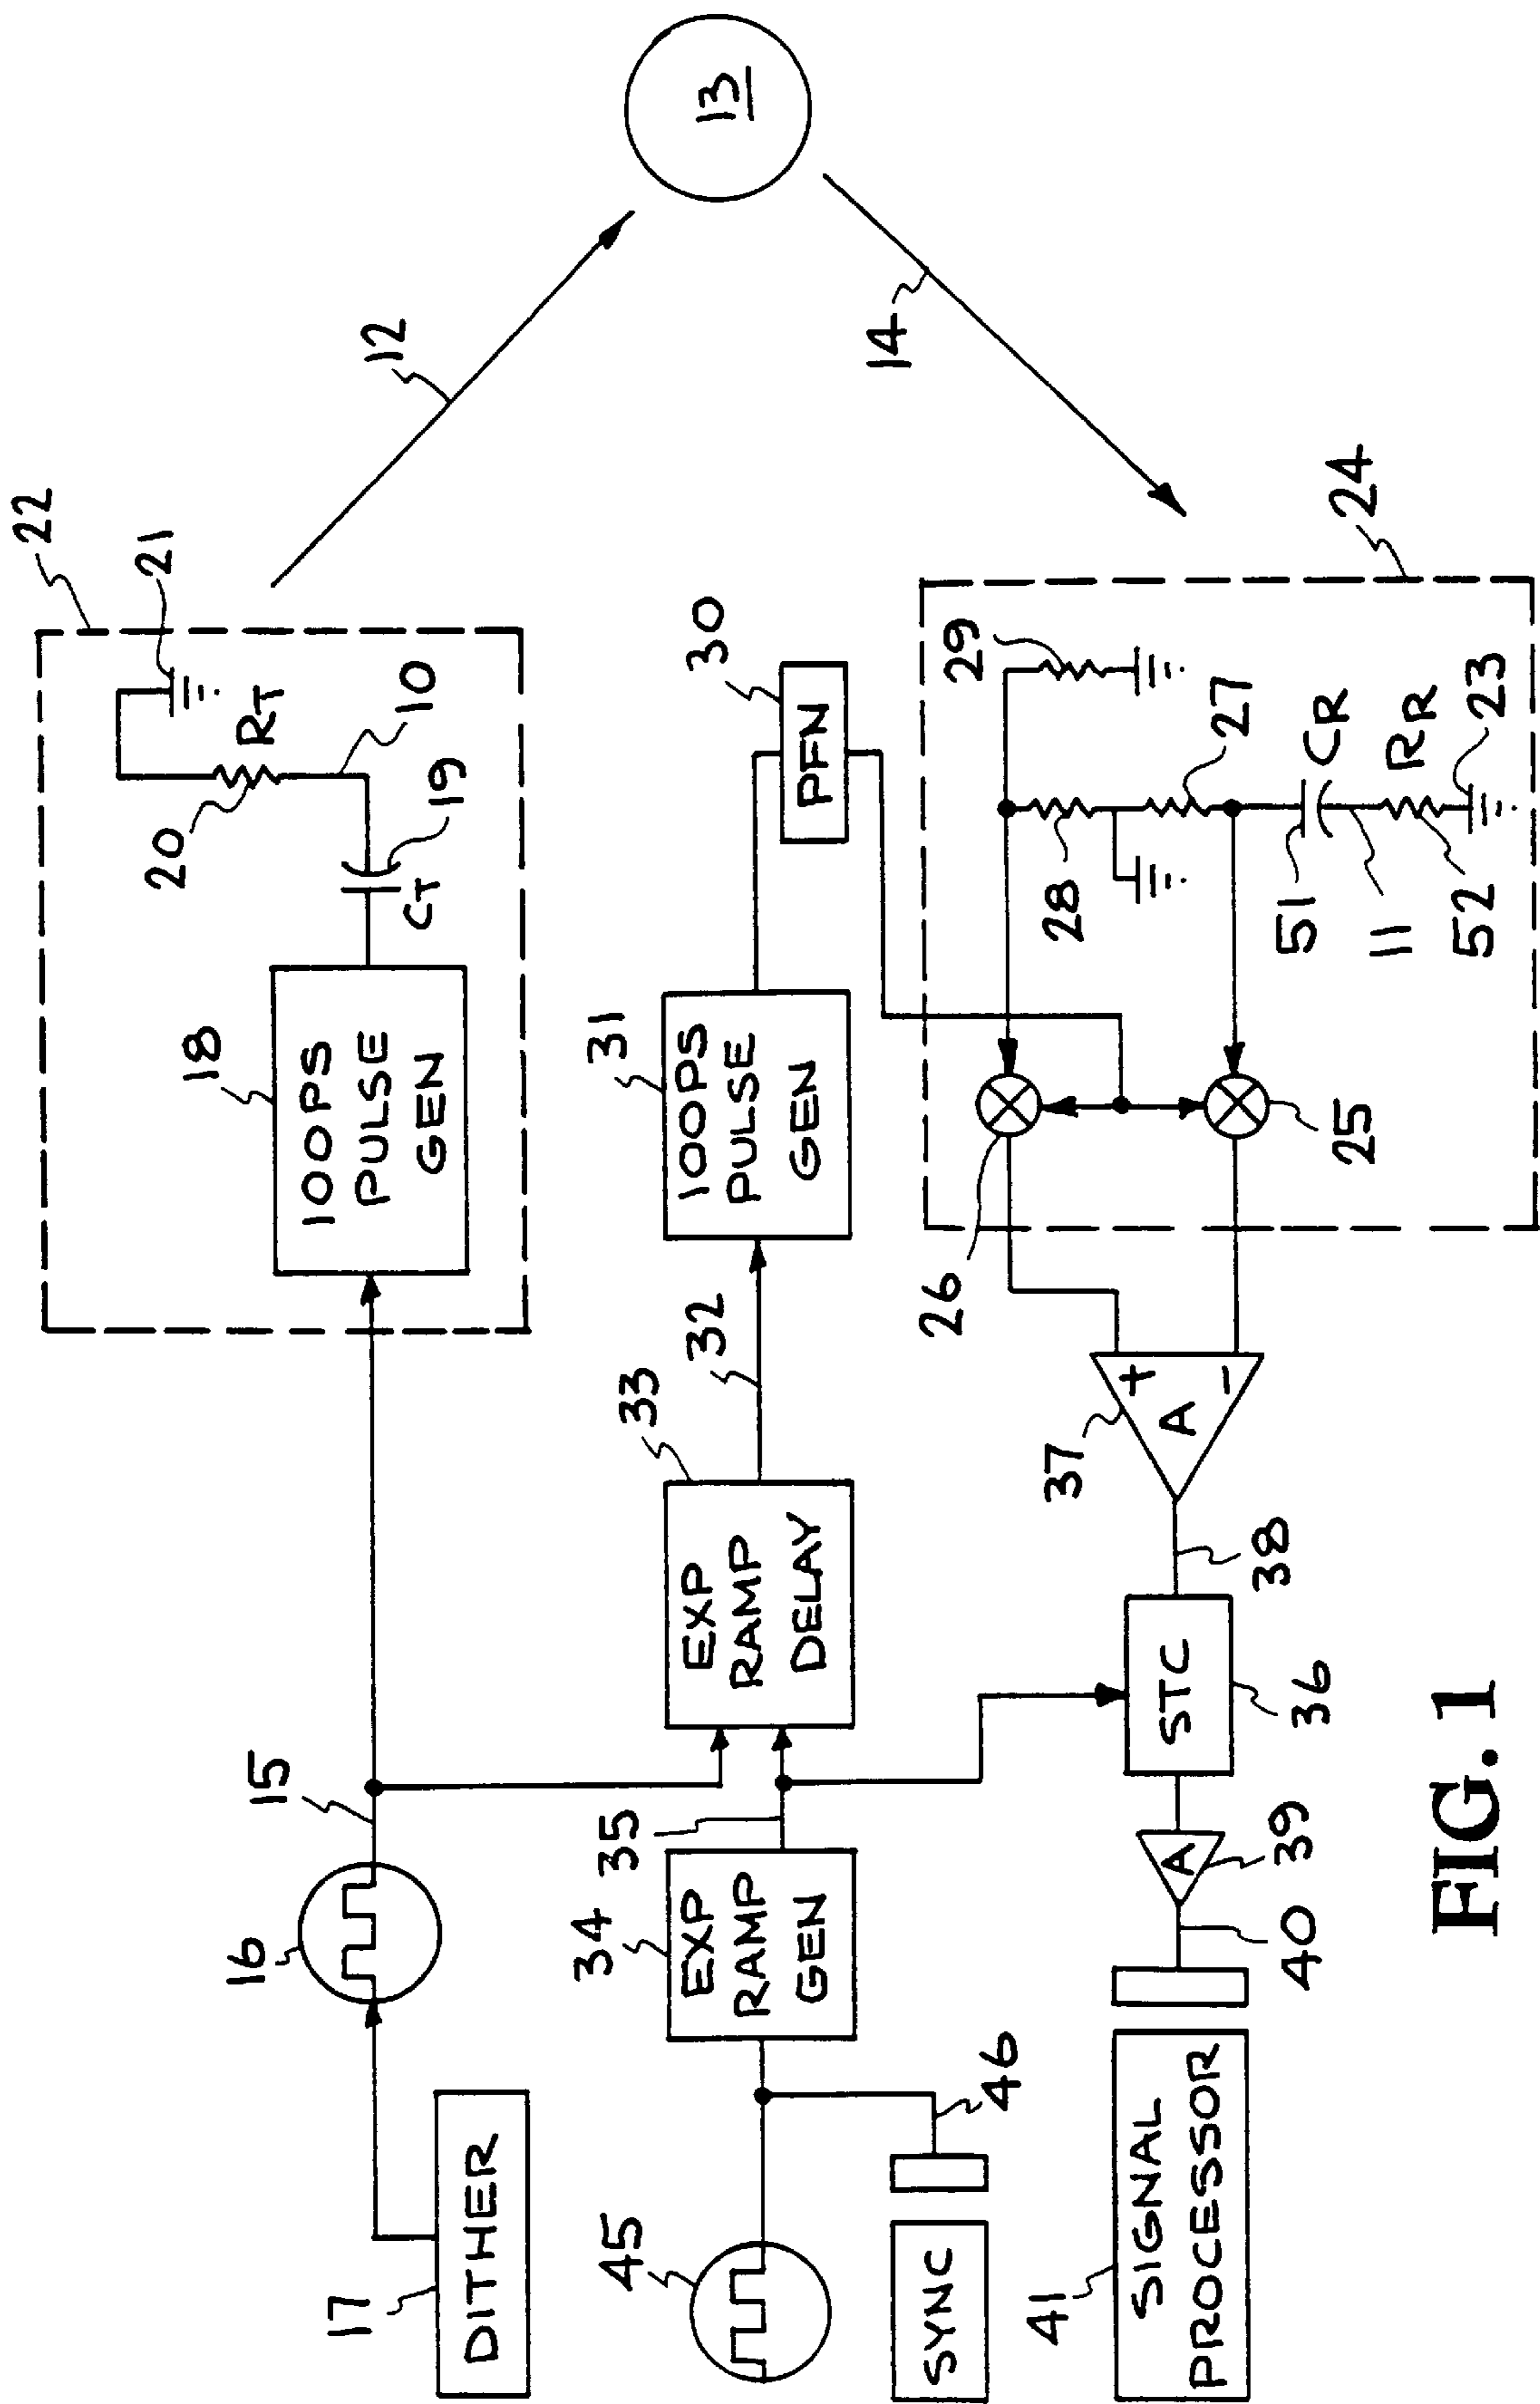 22
21
18
100PS
PULSE
GEN
20
RT
10
CT
19
12
13
14
17
DITHER
16
15
34
EXP
RAMP
GEN
35
33
EXP
RAMP
DELAY
32
31
100PS
PULSE
GEN
30
PFN
45
46
SYNC
24
26
25
28
29
27
51
CR
11
RR
52
23
37
+
A
−
38
STC
36
A
39
40
41
SIGNAL
PROCESSOR
FIG. 1